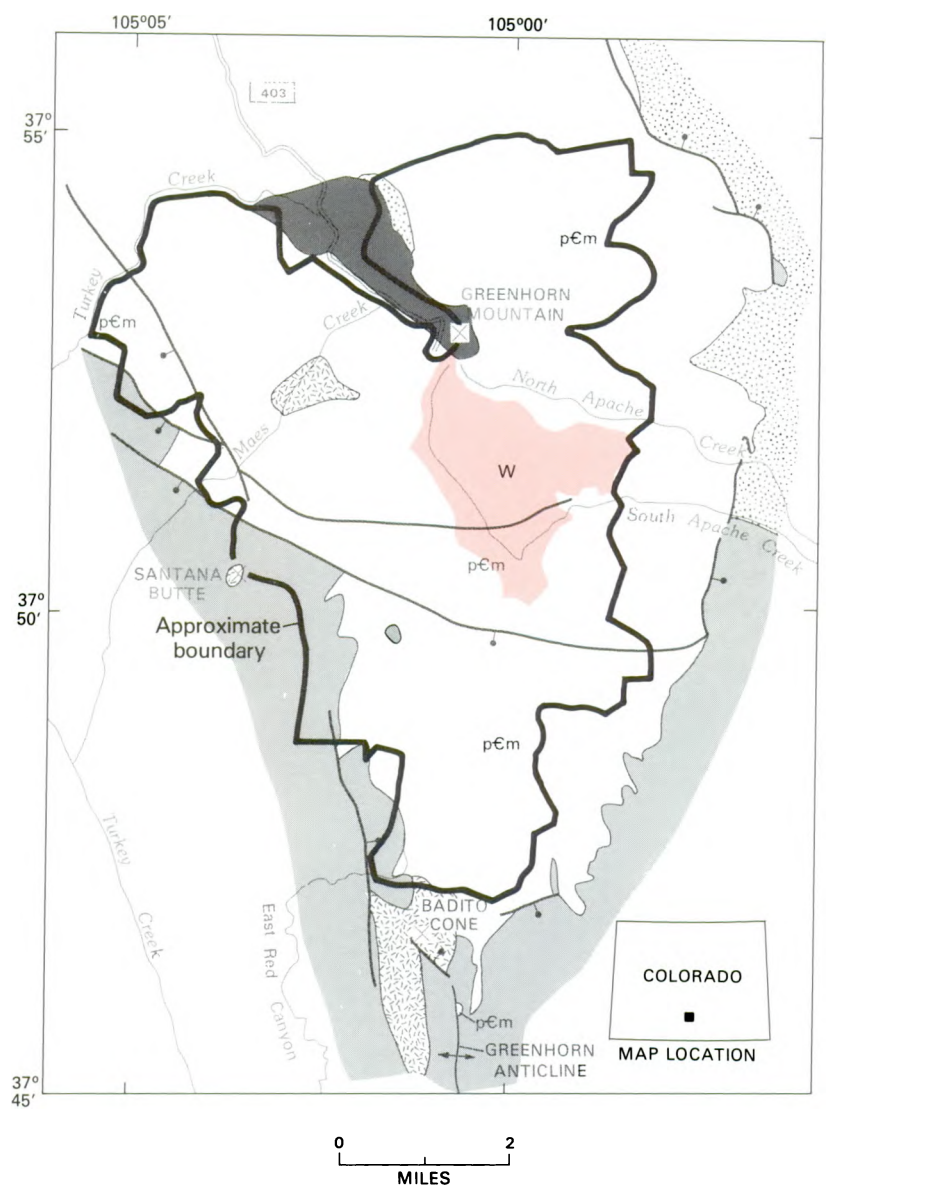 105°05'
105°00'
403
37°
55'
Creek
p€m
Turkey
GREENHORN
MOUNTAIN
p€m
Creek
North Apache
Creek
Maes
W
South Apache Creek
p€m
SANTANA
BUTTE
37°
50'
Approximate
boundary
p€m
Turkey
Creek
East Red
Canyon
BADITO
CONE
COLORADO
p€m
GREENHORN
ANTICLINE
MAP LOCATION
37°
45'
0 2
MILES